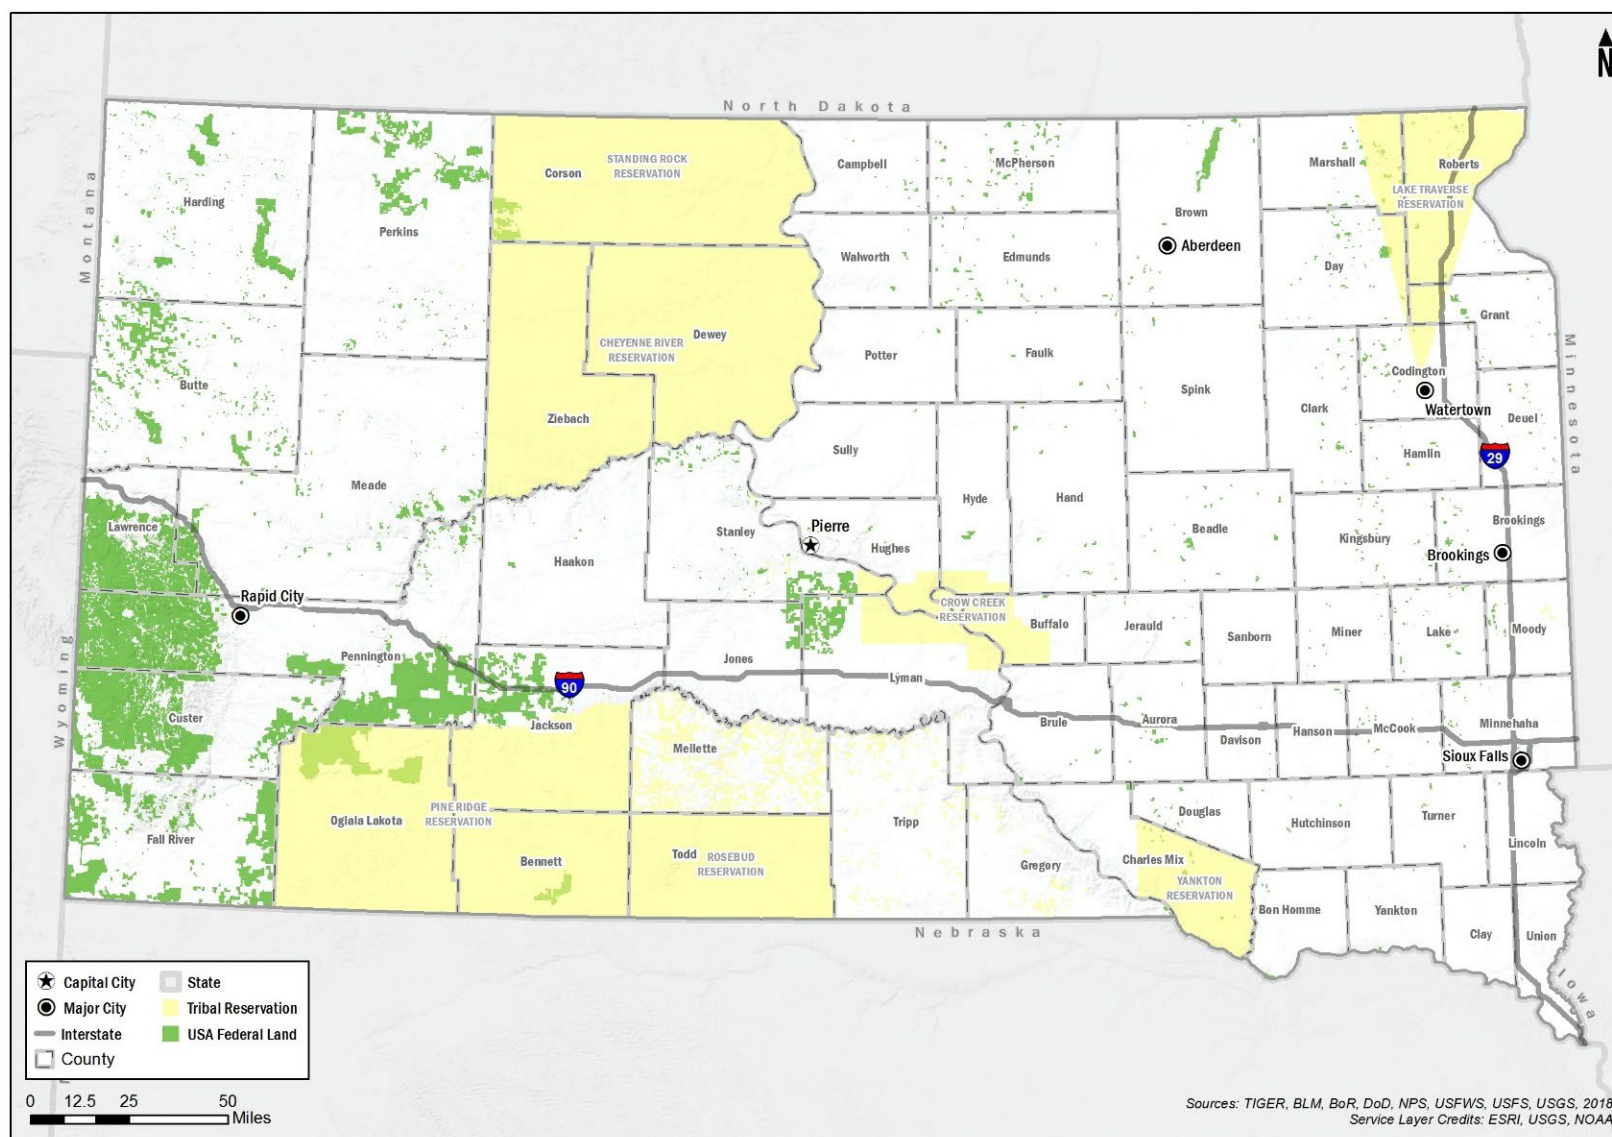 N
North Dakota
Montana
Wyoming
Nebraska
Minnesota
Iowa
Harding
Perkins
Corson
STANDING ROCK
RESERVATION
Campbell
McPherson
Brown
Aberdeen
Marshall
Roberts
LAKE TRAVERSE
RESERVATION
Walworth
Edmunds
Day
Grant
Butte
Meade
Ziebach
CHEYENNE RIVER
RESERVATION
Dewey
Potter
Faulk
Spink
Clark
Codington
Watertown
Deuel
Hamlin
29
Sully
Hyde
Hand
Lawrence
Haakon
Stanley
Pierre
Hughes
Beadle
Kingsbury
Brookings
Brookings
Rapid City
Pennington
90
Jones
Lyman
CROW CREEK
RESERVATION
Buffalo
Jerauld
Sanborn
Miner
Lake
Moody
Custer
Jackson
Mellette
Brule
Aurora
Davison
Hanson
McCook
Minnehaha
Sioux Falls
Fall River
Oglala Lakota
PINE RIDGE
RESERVATION
Bennett
Todd
ROSEBUD
RESERVATION
Tripp
Gregory
Charles Mix
YANKTON
RESERVATION
Douglas
Hutchinson
Turner
Lincoln
Bon Homme
Yankton
Clay
Union
Capital City
State
Major City
Tribal Reservation
Interstate
USA Federal Land
County
0 12.5 25 50
Miles
Sources: TIGER, BLM, BoR, DoD, NPS, USFWS, USFS, USGS, 2018
Service Layer Credits: ESRI, USGS, NOAA